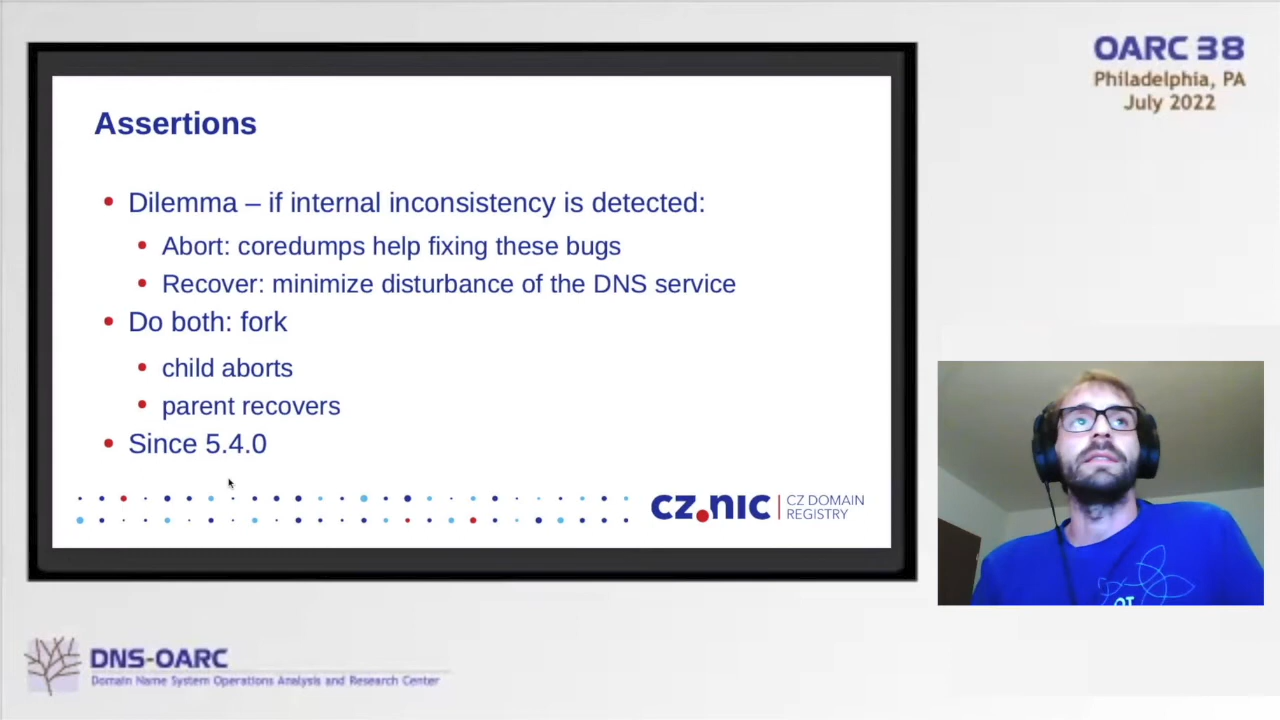 OARC 38
Philadelphia, PA
July 2022
Assertions
Dilemma – if internal inconsistency is detected:
Abort: coredumps help fixing these bugs
Recover: minimize disturbance of the DNS service
Do both: fork
child aborts
parent recovers
Since 5.4.0
CZ.NIC
CZ DOMAIN
REGISTRY
DNS-OARC
Domain Name System Operations Analysis and Research Center